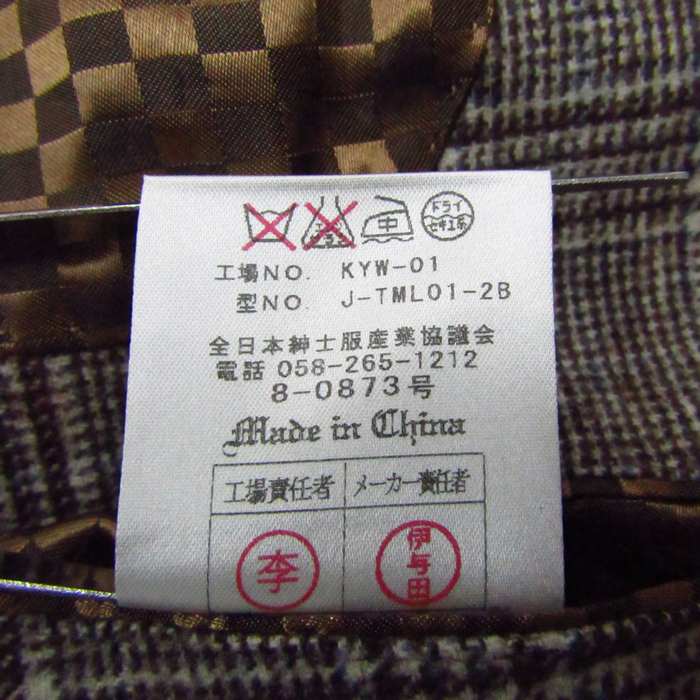 中 ドライ
セキユ系
工場NO. KYW-01
型NO. J-TML01-2B
全日本紳士服産業協議会
電話 058-265-1212
8-0873号
Made in China
工場責任者 メーカー責任者
李 伊与田